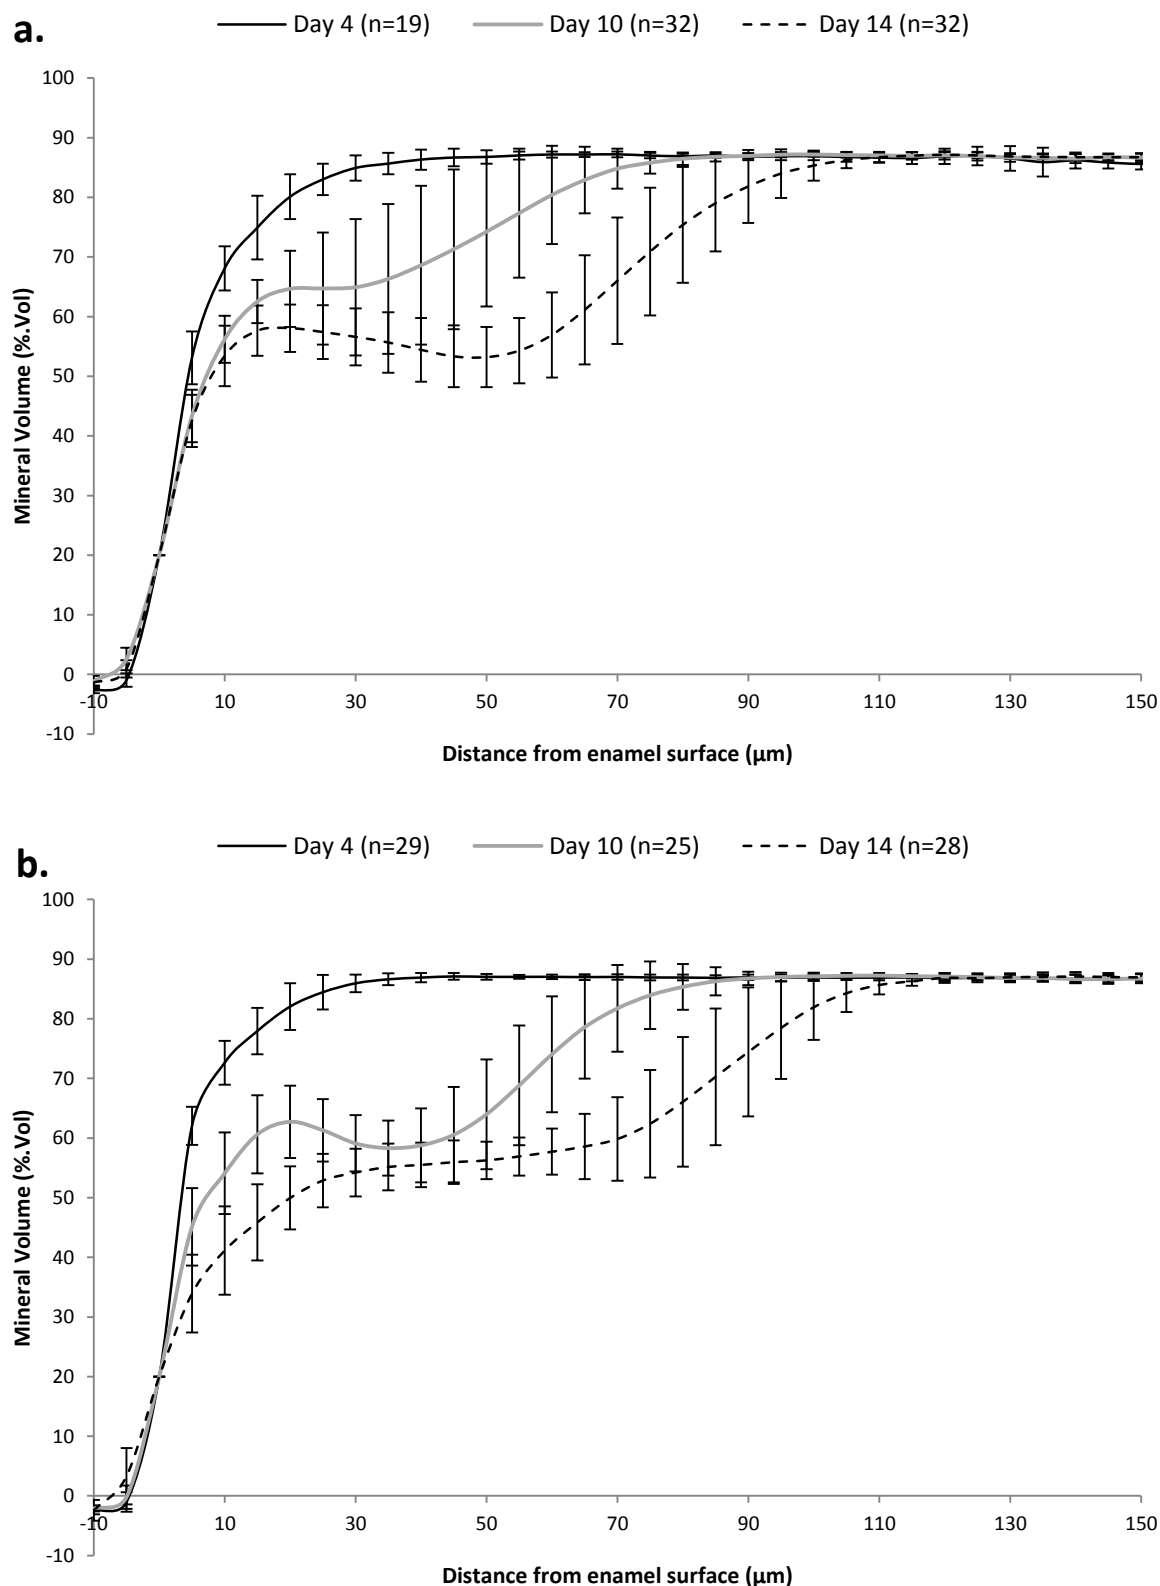 a.
Day 4 (n=19) Day 10 (n=32) Day 14 (n=32)
100
90
80
70
60
50
40
30
20
10
0
-10
Mineral Volume (%.Vol)
-10 10 30 50 70 90 110 130 150
Distance from enamel surface (µm)
b.
Day 4 (n=29) Day 10 (n=25) Day 14 (n=28)
100
90
80
70
60
50
40
30
20
10
0
-10
Mineral Volume (%.Vol)
-10 10 30 50 70 90 110 130 150
Distance from enamel surface (µm)